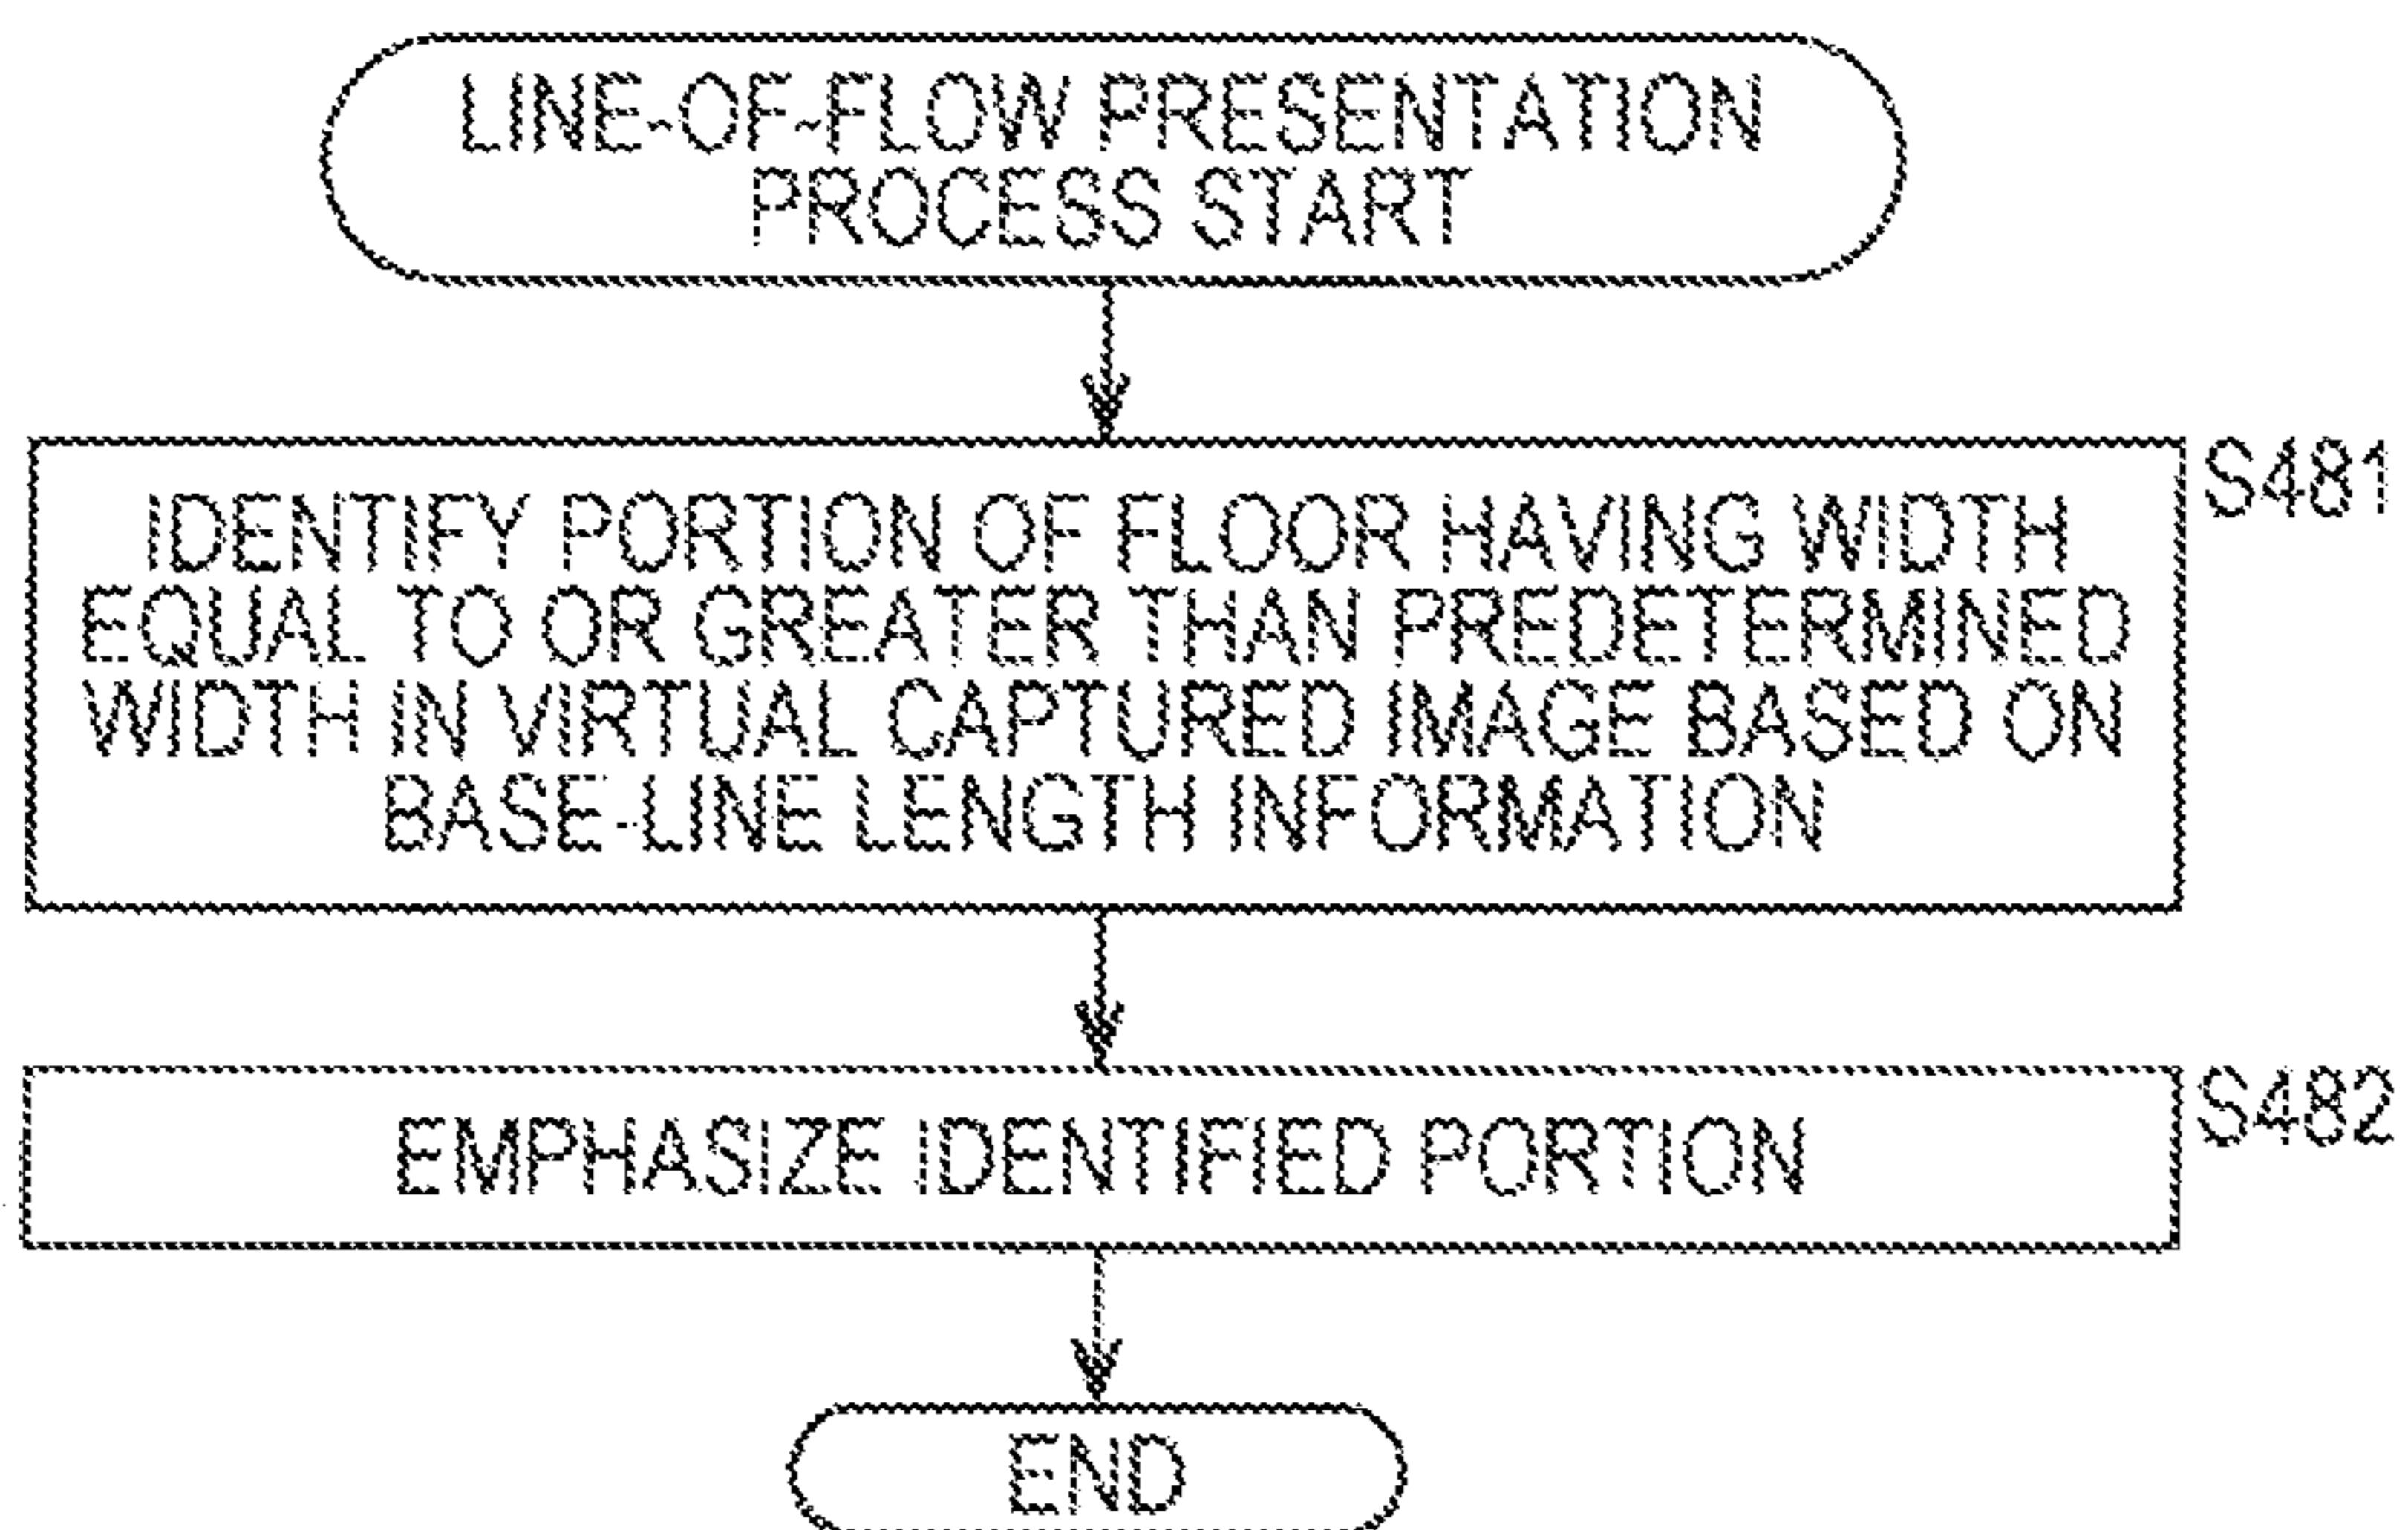 LINE-OF-FLOW PRESENTATION
PROCESS START
S481
IDENTIFY PORTION OF FLOOR HAVING WIDTH
EQUAL TO OR GREATER THAN PREDETERMINED
WIDTH IN VIRTUAL CAPTURED IMAGE BASED ON
BASE-LINE LENGTH INFORMATION
S482
EMPHASIZE IDENTIFIED PORTION
END